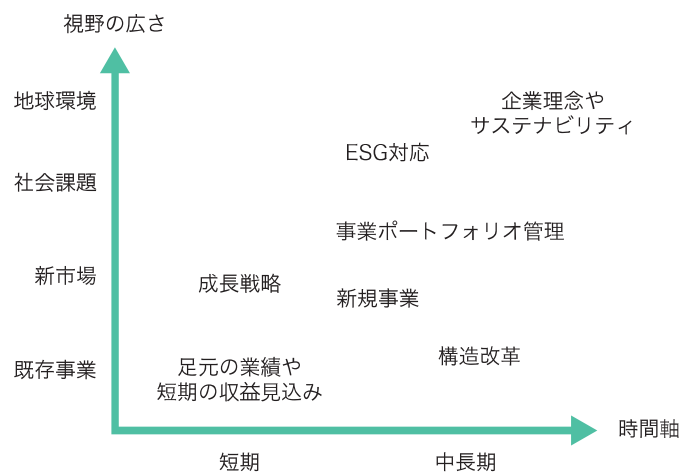 視野の広さ
地球環境
企業理念や
サステナビリティ
ESG対応
社会課題
事業ポートフォリオ管理
新市場
成長戦略
新規事業
既存事業
足元の業績や
短期の収益見込み
構造改革
時間軸
短期
中長期